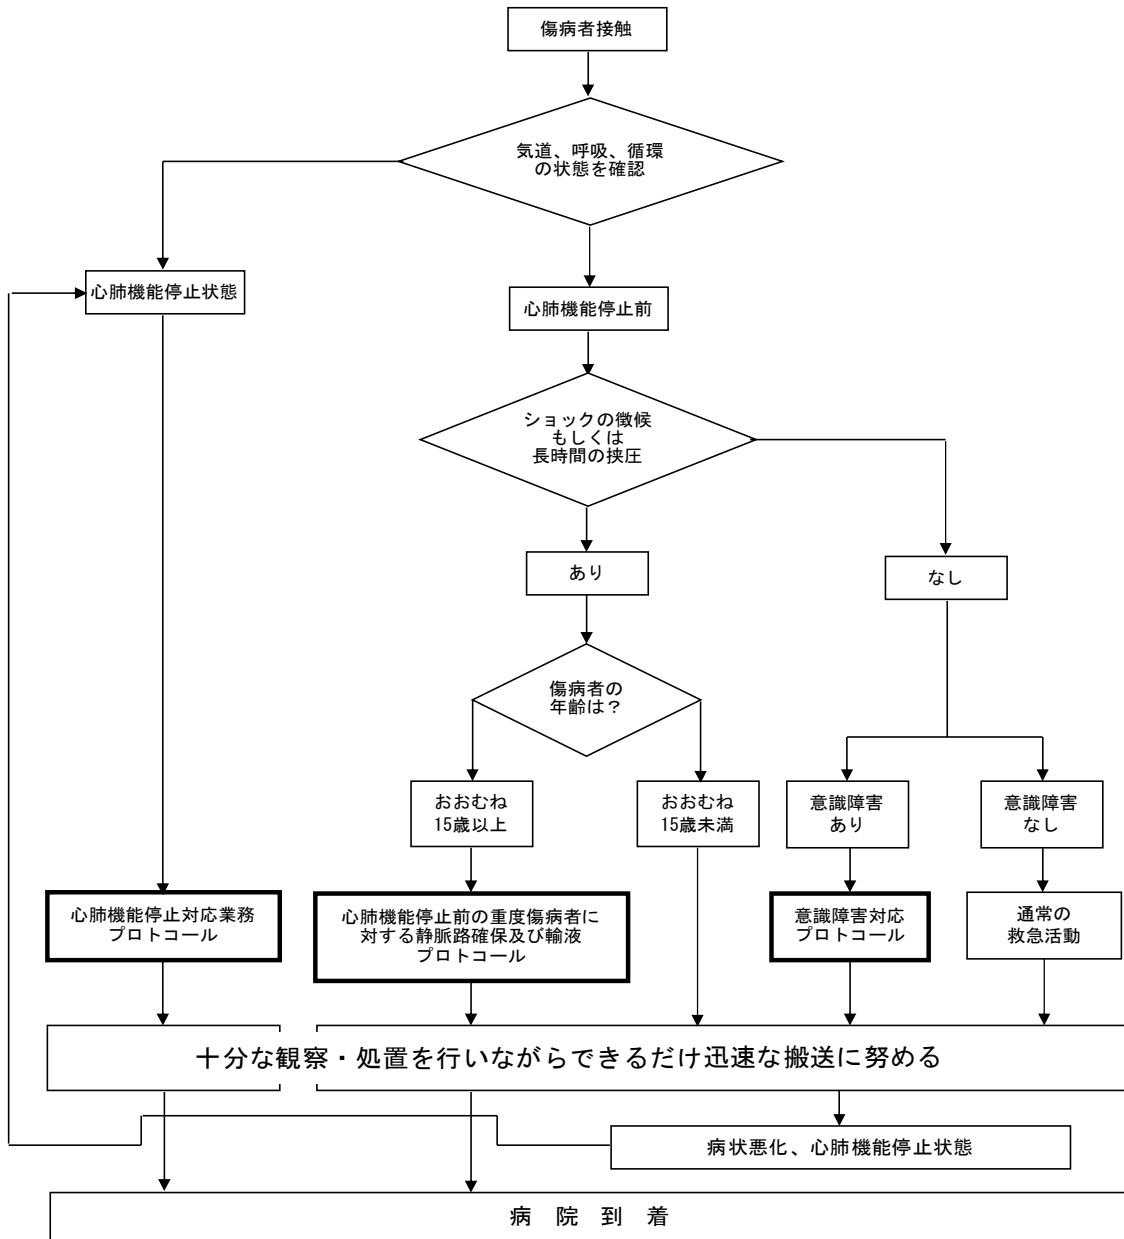 傷病者接触
気道、呼吸、循環
の状態を確認
心肺機能停止状態
心肺機能停止前
ショックの徴候
もしくは
長時間の挟圧
あり
なし
傷病者の
年齢は？
おおむね
15歳以上
おおむね
15歳未満
意識障害
あり
意識障害
なし
心肺機能停止対応業務
プロトコール
心肺機能停止前の重度傷病者に
対する静脈路確保及び輸液
プロトコール
意識障害対応
プロトコール
通常の
救急活動
十分な観察・処置を行いながらできるだけ迅速な搬送に努める
病状悪化、心肺機能停止状態
病　院　到　着